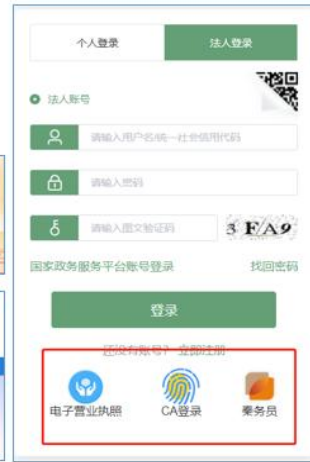 个人登录 法人登录
法人账号
请输入用户名/统一社会信用代码
请输入密码
请输入图文验证码 3 FA9
国家政务服务平台账号登录 找回密码
登录
还没有账号？ 立即注册
电子营业执照 CA登录 秦务员